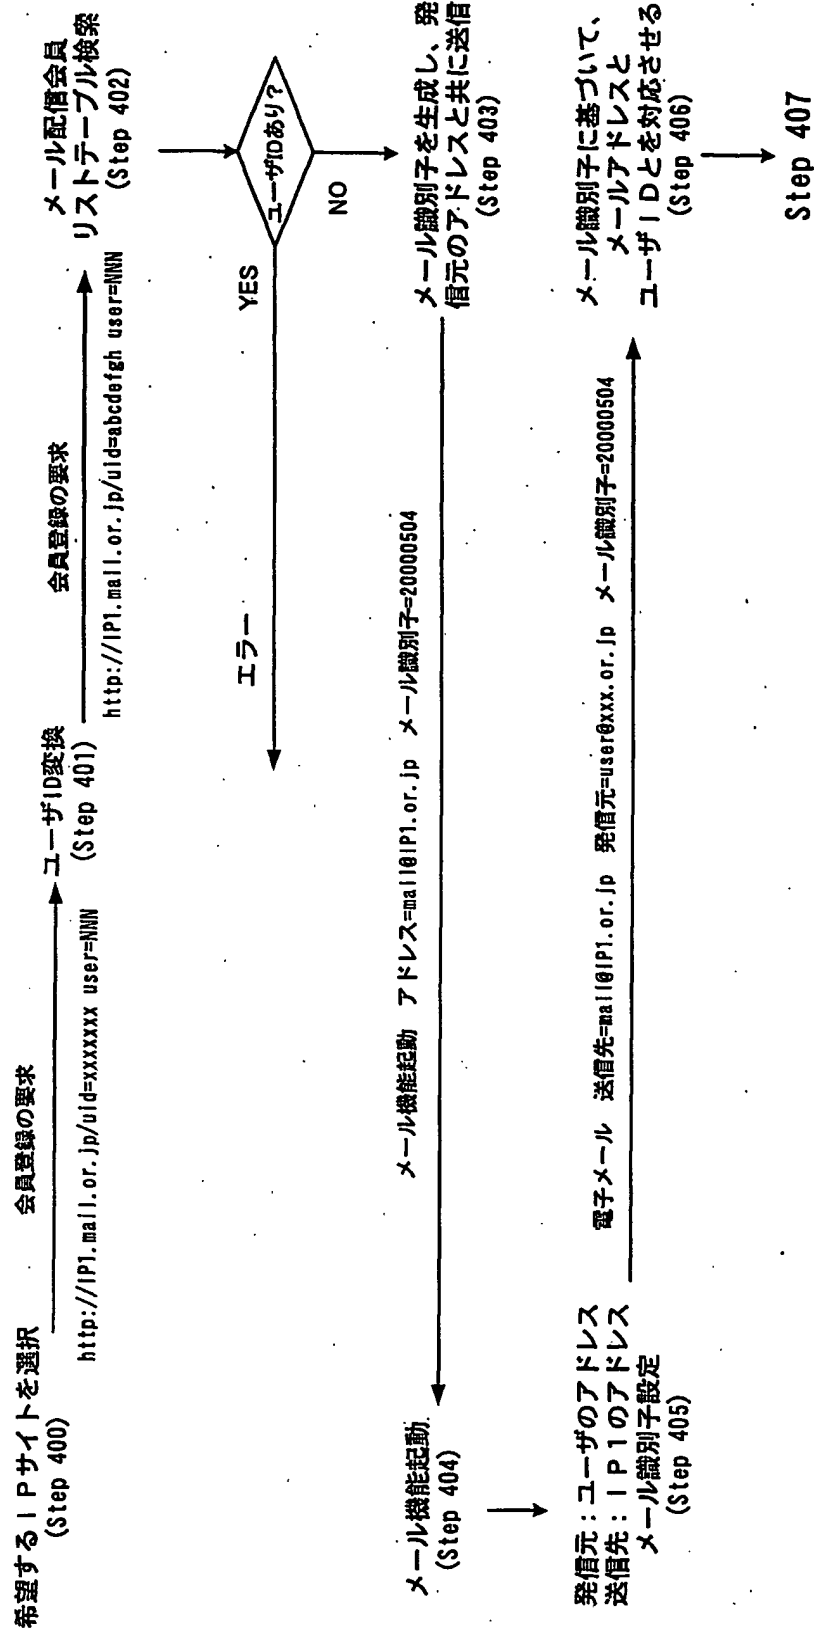 希望するＩＰサイトを選択
(Step 400)
会員登録の要求
http://IP1.mail.or.jp/uid=xxxxxxx user=NNN
ユーザID変換
(Step 401)
会員登録の要求
http://IP1.mail.or.jp/uid=abcdefgh user=NNN
メール配信会員
リストテーブル検索
(Step 402)
ユーザIDあり？
YES
NO
エラー
メール識別子を生成し、発
信元のアドレスと共に送信
(Step 403)
メール機能起動 アドレス=mail@IP1.or.jp メール識別子=20000504
メール機能起動
(Step 404)
発信元：ユーザのアドレス
送信先：ＩＰ１のアドレス
メール識別子設定
(Step 405)
電子メール 送信先=mail@IP1.or.jp 発信元=user@xxx.or.jp メール識別子=20000504
メール識別子に基づいて、
メールアドレスと
ユーザＩＤとを対応させる
(Step 406)
Step 407